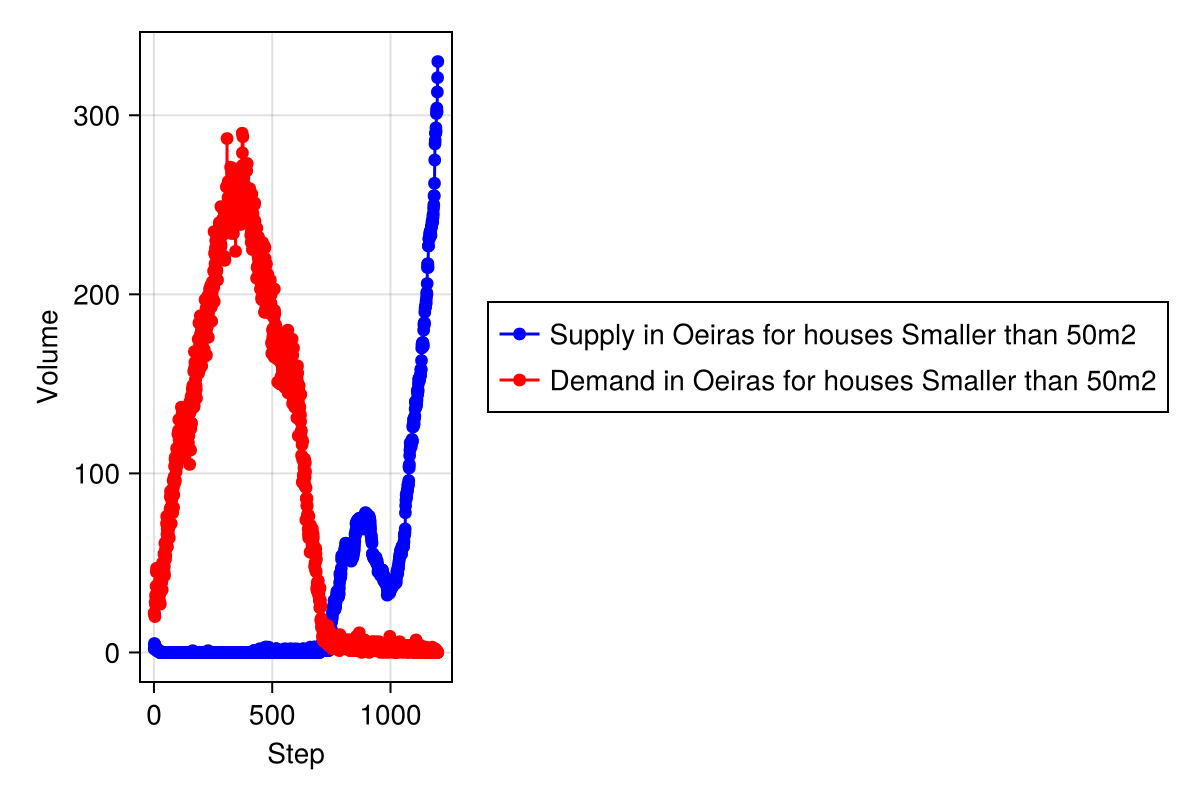 300
200
100
0
Volume
0 500 1000
Step
Supply in Oeiras for houses Smaller than 50m2
Demand in Oeiras for houses Smaller than 50m2